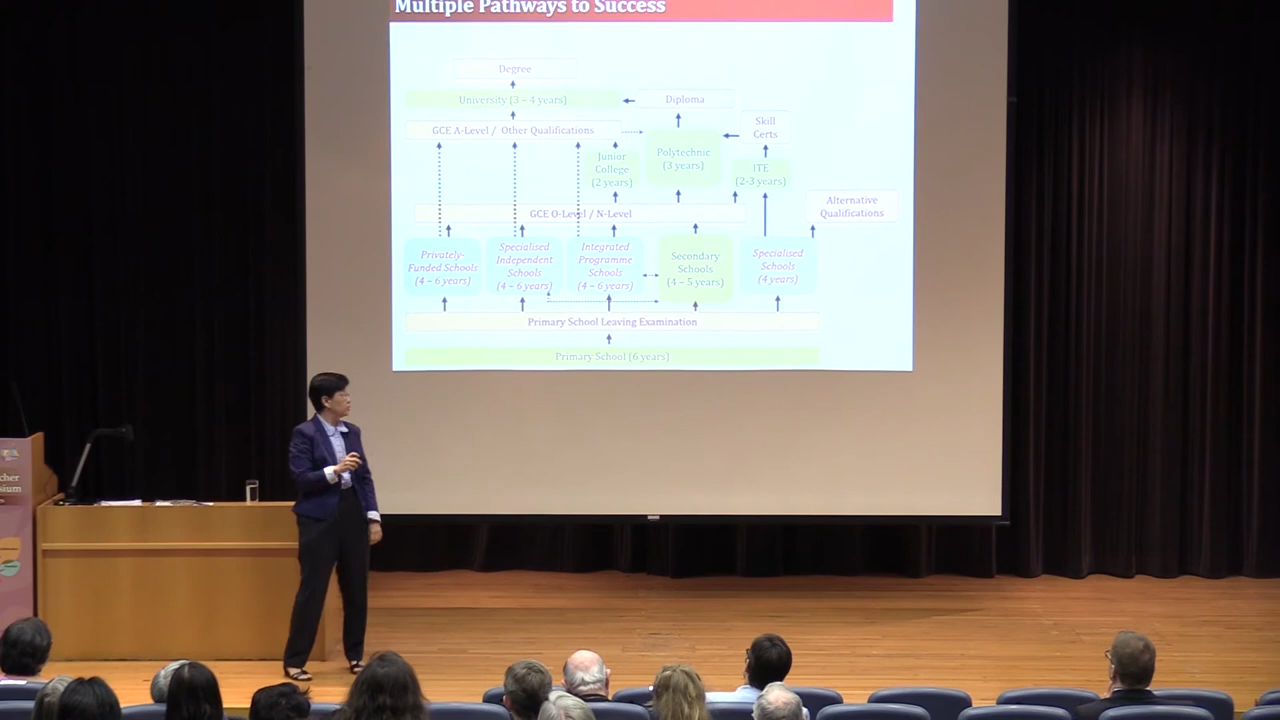 Multiple Pathways to Success
Degree
University (3 – 4 years)
Diploma
GCE A-Level / Other Qualifications
Skill
Certs
Junior
College
(2 years)
Polytechnic
(3 years)
ITE
(2-3 years)
GCE O-Level / N-Level
Alternative
Qualifications
Privately-
Funded Schools
(4 – 6 years)
Specialised
Independent
Schools
(4 – 6 years)
Integrated
Programme
Schools
(4 – 6 years)
Secondary
Schools
(4 – 5 years)
Specialised
Schools
(4 years)
Primary School Leaving Examination
Primary School (6 years)
cher
sium